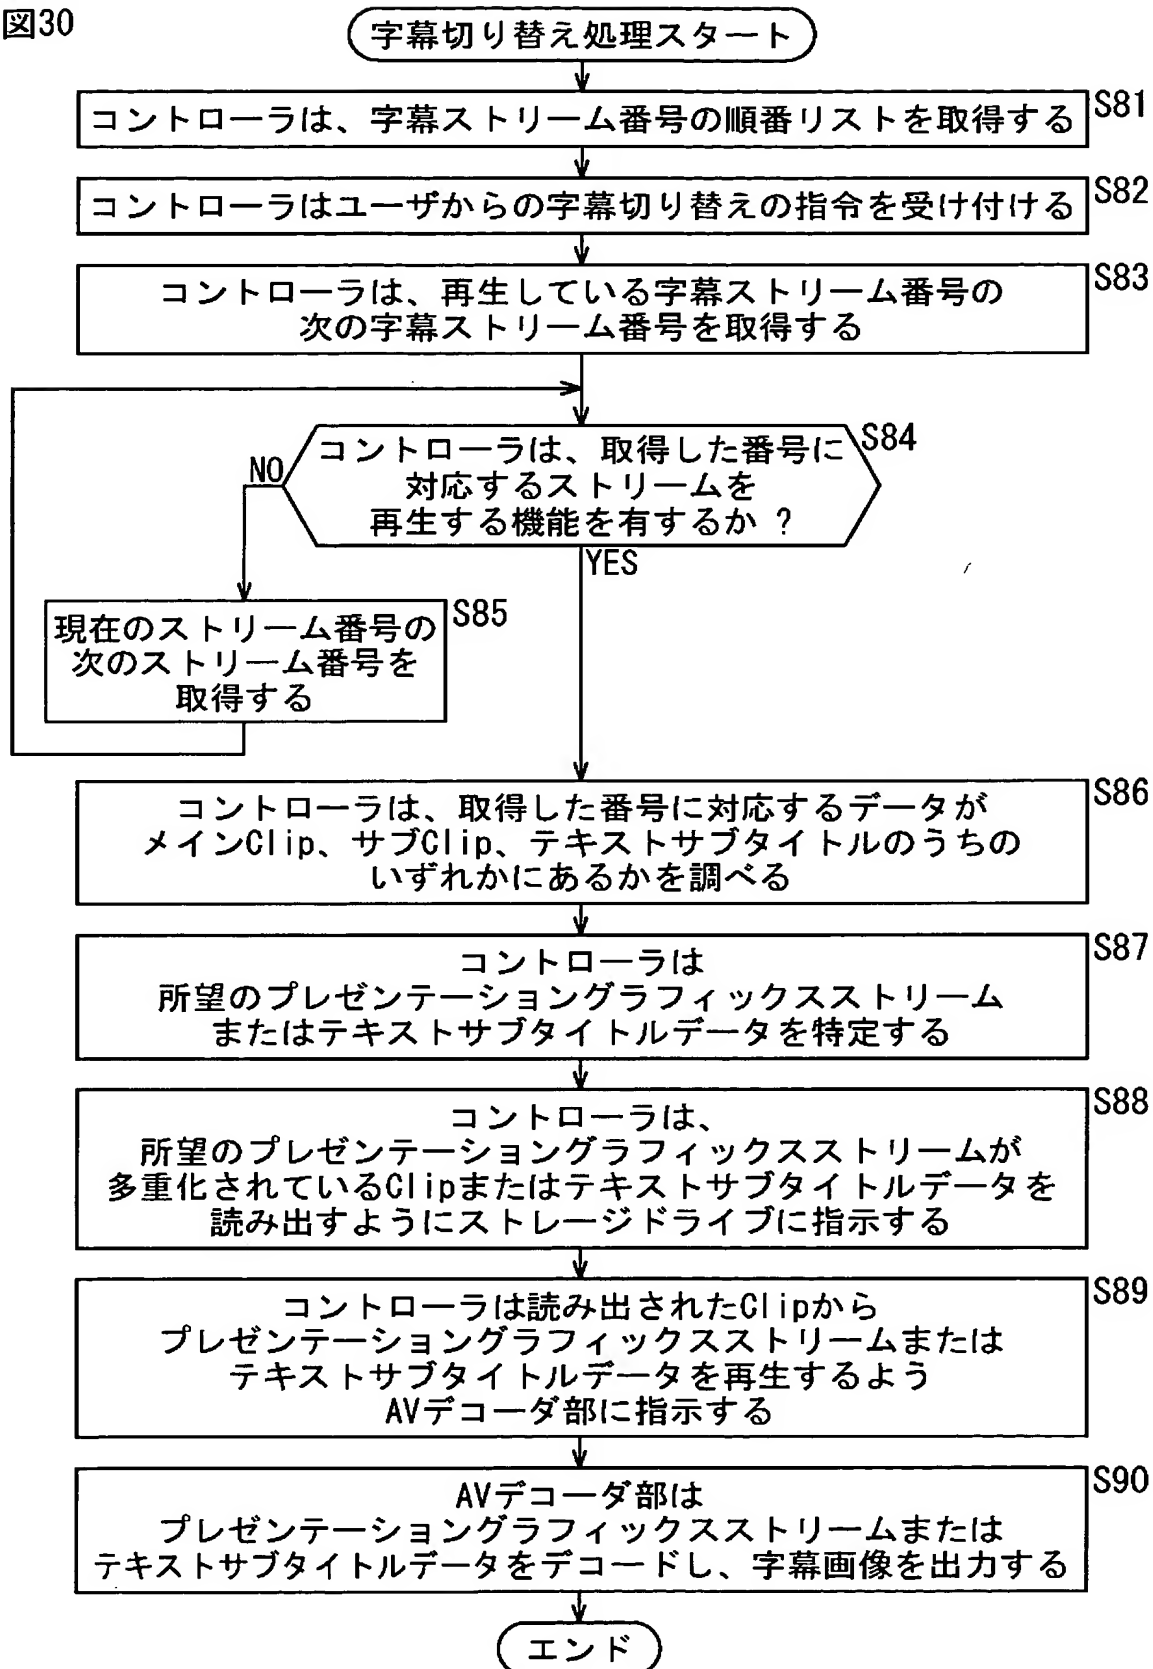 図30
字幕切り替え処理スタート
S81
コントローラは、字幕ストリーム番号の順番リストを取得する
S82
コントローラはユーザからの字幕切り替えの指令を受け付ける
S83
コントローラは、再生している字幕ストリーム番号の
次の字幕ストリーム番号を取得する
S84
コントローラは、取得した番号に
対応するストリームを
再生する機能を有するか ?
NO
YES
S85
現在のストリーム番号の
次のストリーム番号を
取得する
S86
コントローラは、取得した番号に対応するデータが
メインClip、サブClip、テキストサブタイトルのうちの
いずれかにあるかを調べる
S87
コントローラは
所望のプレゼンテーショングラフィックスストリーム
またはテキストサブタイトルデータを特定する
S88
コントローラは、
所望のプレゼンテーショングラフィックスストリームが
多重化されているClipまたはテキストサブタイトルデータを
読み出すようにストレージドライブに指示する
S89
コントローラは読み出されたClipから
プレゼンテーショングラフィックスストリームまたは
テキストサブタイトルデータを再生するよう
AVデコーダ部に指示する
S90
AVデコーダ部は
プレゼンテーショングラフィックスストリームまたは
テキストサブタイトルデータをデコードし、字幕画像を出力する
エンド